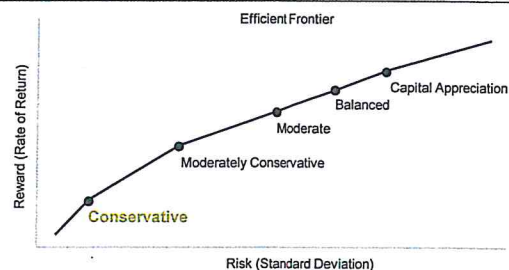 Efficient Frontier
Reward (Rate of Return)
Capital Appreciation
Balanced
Moderate
Moderately Conservative
Conservative
Risk (Standard Deviation)